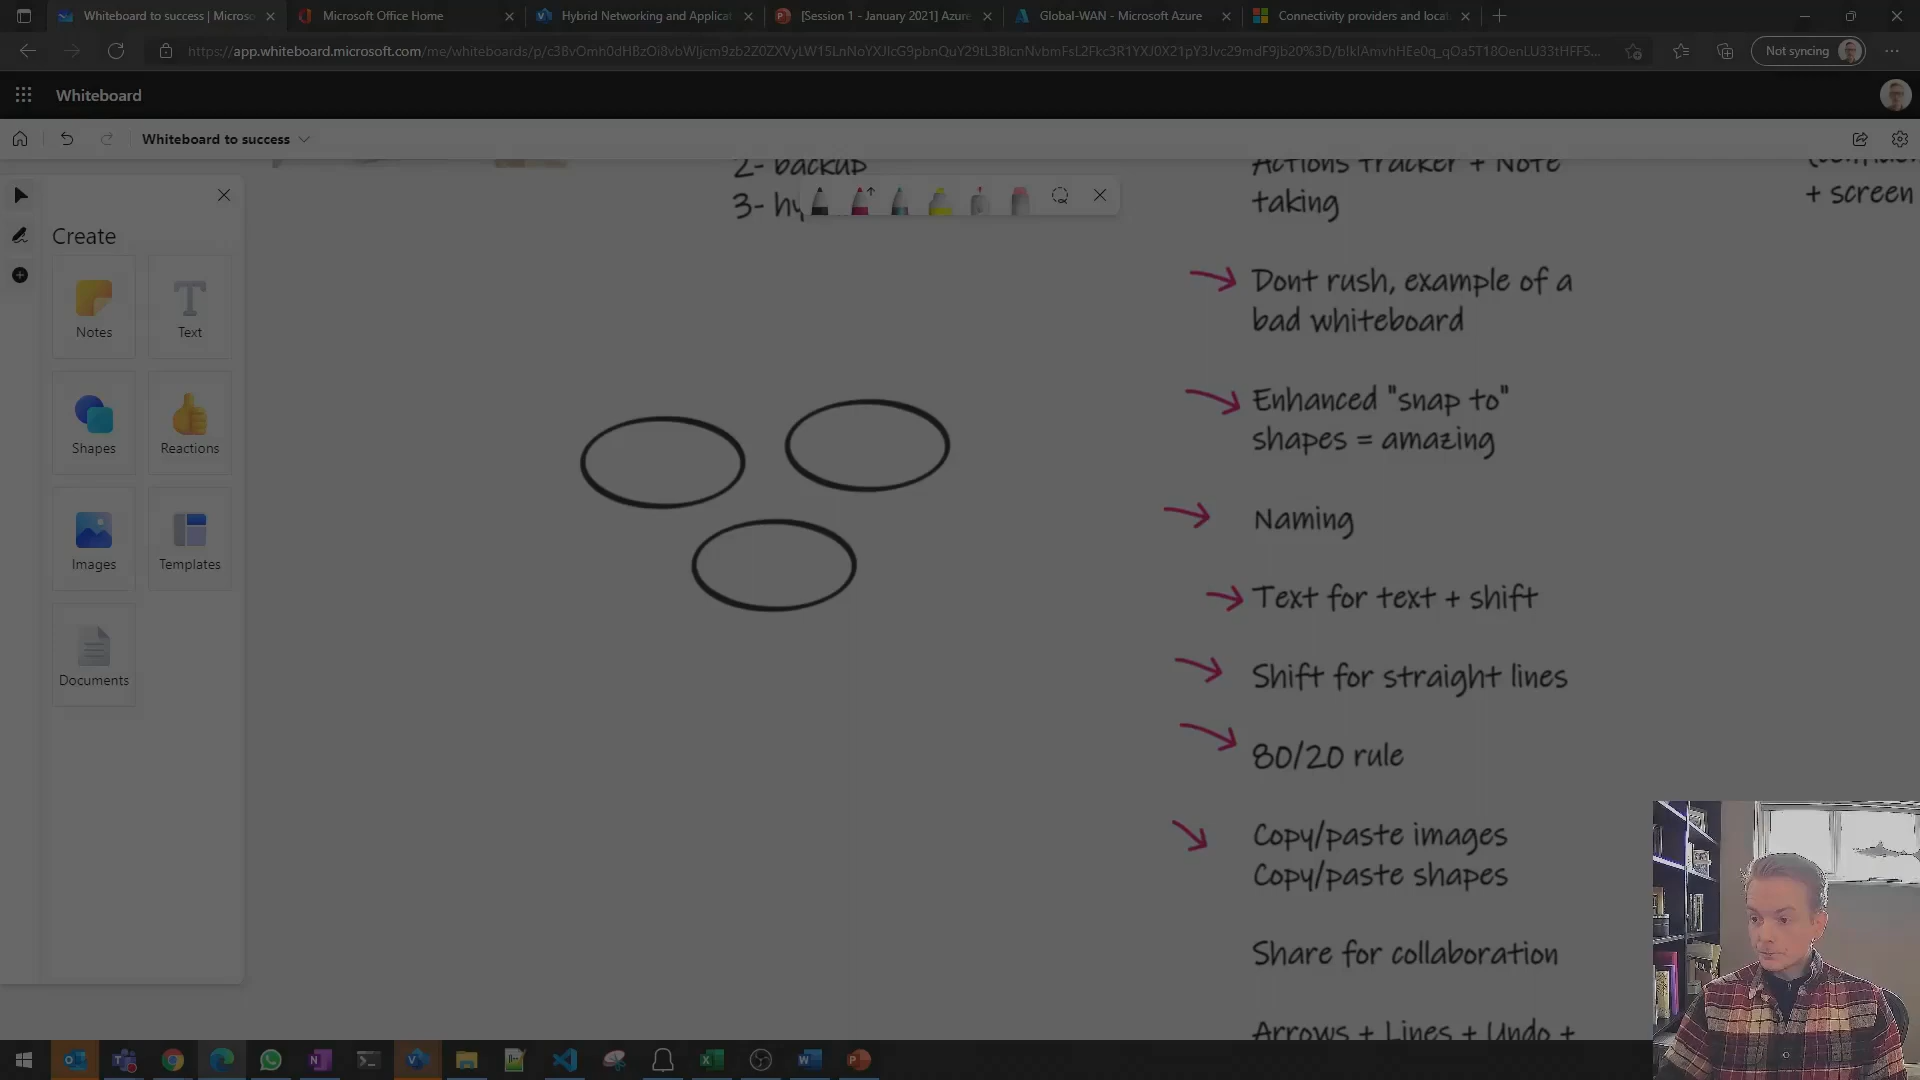 Whiteboard to success | Micros
Microsoft Office Home
Hybrid Networking and Applicat
[Session 1 - January 2021] Azure
Global-WAN - Microsoft Azure
Connectivity providers and locat
Not syncing
Whiteboard
Whiteboard to success
2- backup
3- hy
Actions tracker + Note
taking
+ screen
Create
Notes
Text
Shapes
Reactions
Images
Templates
Documents
Dont rush, example of a
bad whiteboard
Enhanced "snap to"
shapes = amazing
Naming
Text for text + shift
Shift for straight lines
80/20 rule
Copy/paste images
Copy/paste shapes
Share for collaboration
Arrows + Lines + Undo +